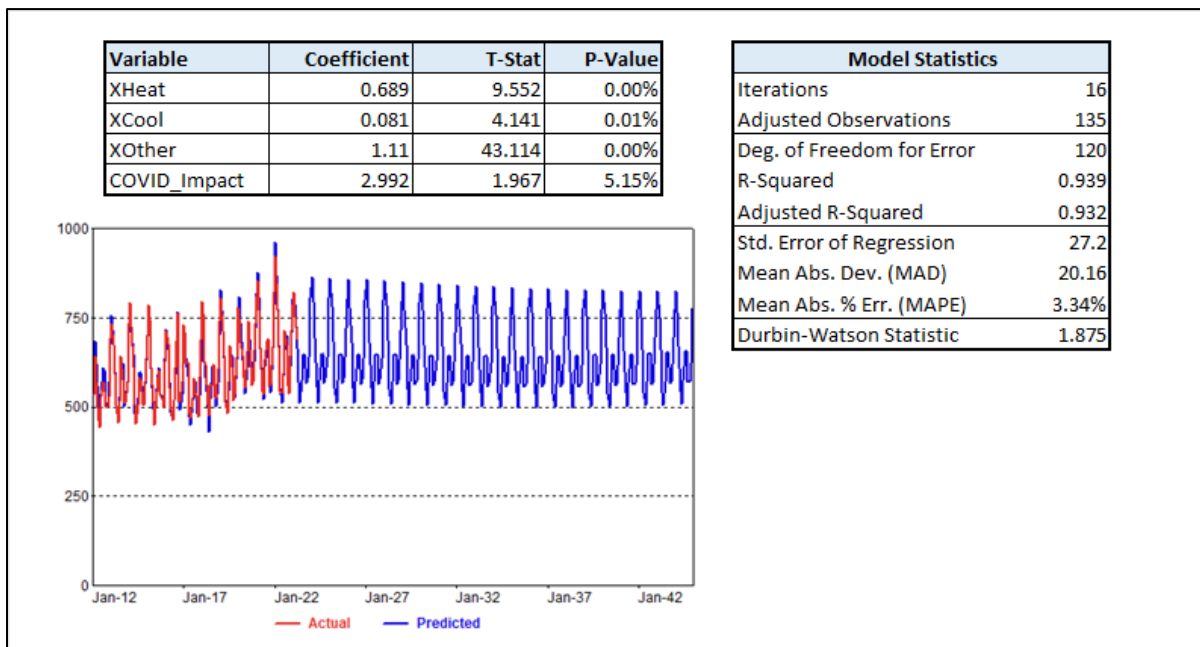 Variable Coefficient T-Stat P-Value
XHeat 0.689 9.552 0.00%
XCool 0.081 4.141 0.01%
XOther 1.11 43.114 0.00%
COVID_Impact 2.992 1.967 5.15%
Model Statistics
Iterations 16
Adjusted Observations 135
Deg. of Freedom for Error 120
R-Squared 0.939
Adjusted R-Squared 0.932
Std. Error of Regression 27.2
Mean Abs. Dev. (MAD) 20.16
Mean Abs. % Err. (MAPE) 3.34%
Durbin-Watson Statistic 1.875
1000
750
500
250
0
Jan-12 Jan-17 Jan-22 Jan-27 Jan-32 Jan-37 Jan-42
Actual Predicted